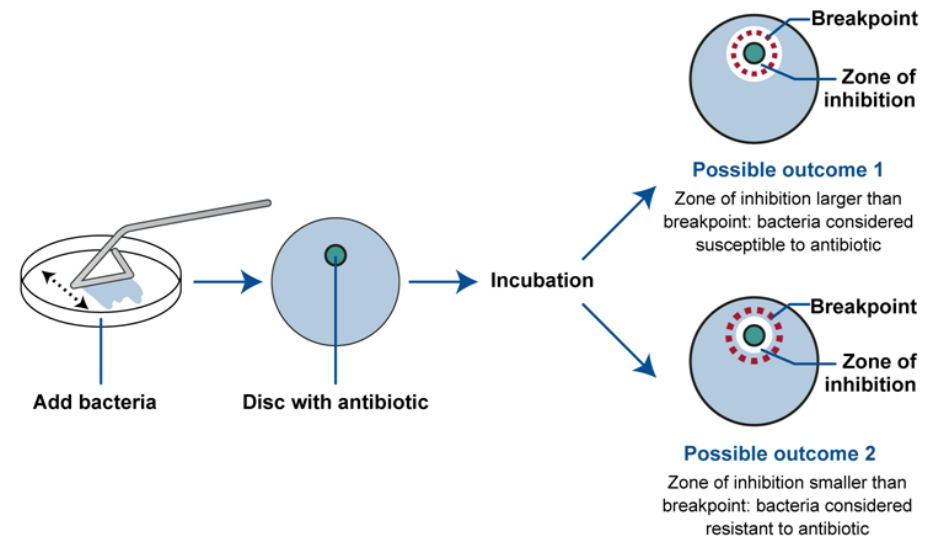 Add bacteria
Disc with antibiotic
Incubation
Breakpoint
Zone of
inhibition
Possible outcome 1
Zone of inhibition larger than
breakpoint: bacteria considered
susceptible to antibiotic
Breakpoint
Zone of
inhibition
Possible outcome 2
Zone of inhibition smaller than
breakpoint: bacteria considered
resistant to antibiotic